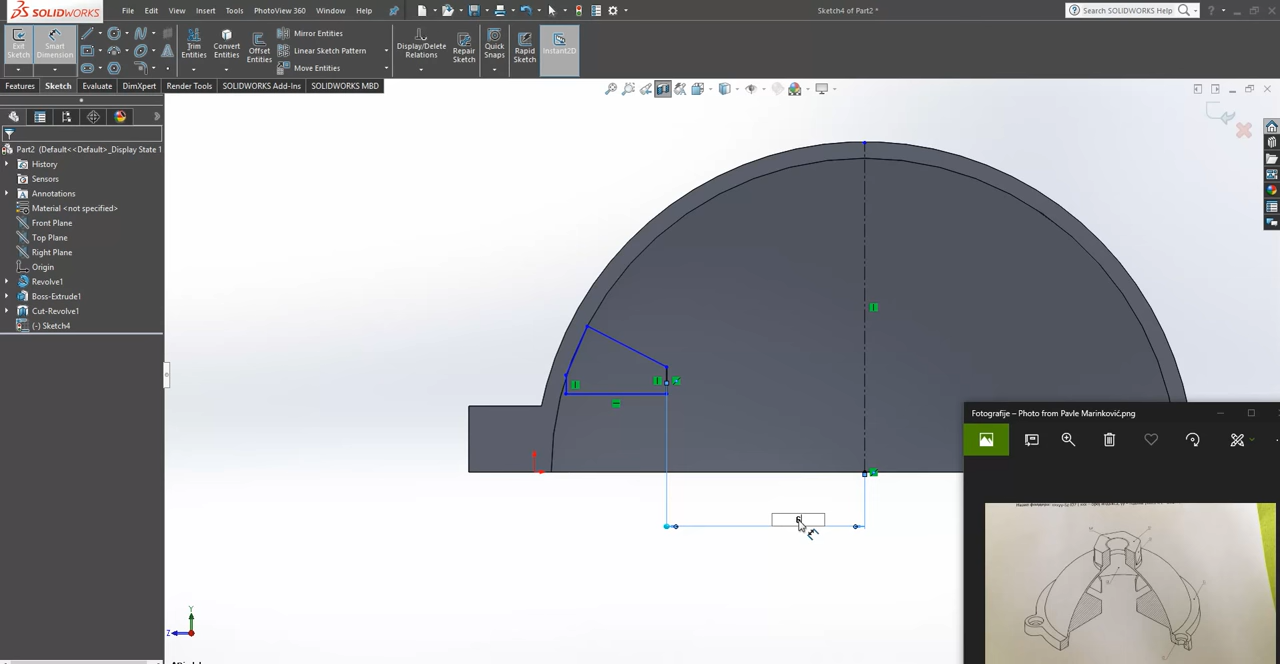 SOLIDWORKS File Edit View Insert Tools PhotoView 360 Window Help Sketch4 of Part2 * Search SOLIDWORKS Help
Exit Sketch
Smart Dimension
Trim Entities
Convert Entities
Offset Entities
Mirror Entities
Linear Sketch Pattern
Move Entities
Display/Delete Relations
Repair Sketch
Quick Snaps
Rapid Sketch
Instant2D
Features Sketch Evaluate DimXpert Render Tools SOLIDWORKS Add-Ins SOLIDWORKS MBD
Part2 (Default<<Default>_Display State 1
History
Sensors
Annotations
Material <not specified>
Front Plane
Top Plane
Right Plane
Origin
Revolve1
Boss-Extrude1
Cut-Revolve1
(-) Sketch4
Fotografije – Photo from Pavle Marinković.png
6
Y
Z